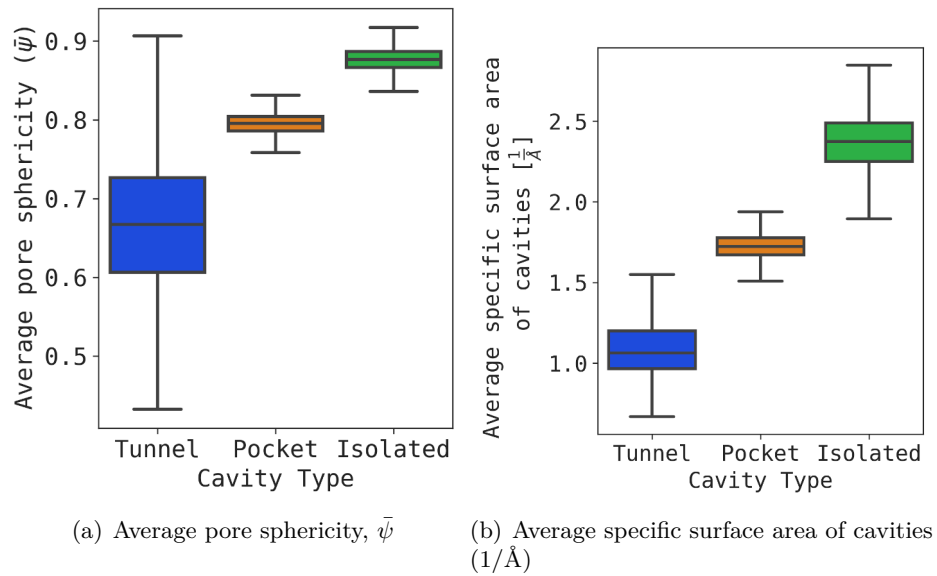 Average pore sphericity (ψ̄)
0.9
0.8
0.7
0.6
0.5
Tunnel Pocket Isolated
Cavity Type
(a) Average pore sphericity, ψ̄
Average specific surface area
of cavities [1/Å]
2.5
2.0
1.5
1.0
Tunnel Pocket Isolated
Cavity Type
(b) Average specific surface area of cavities
(1/Å)